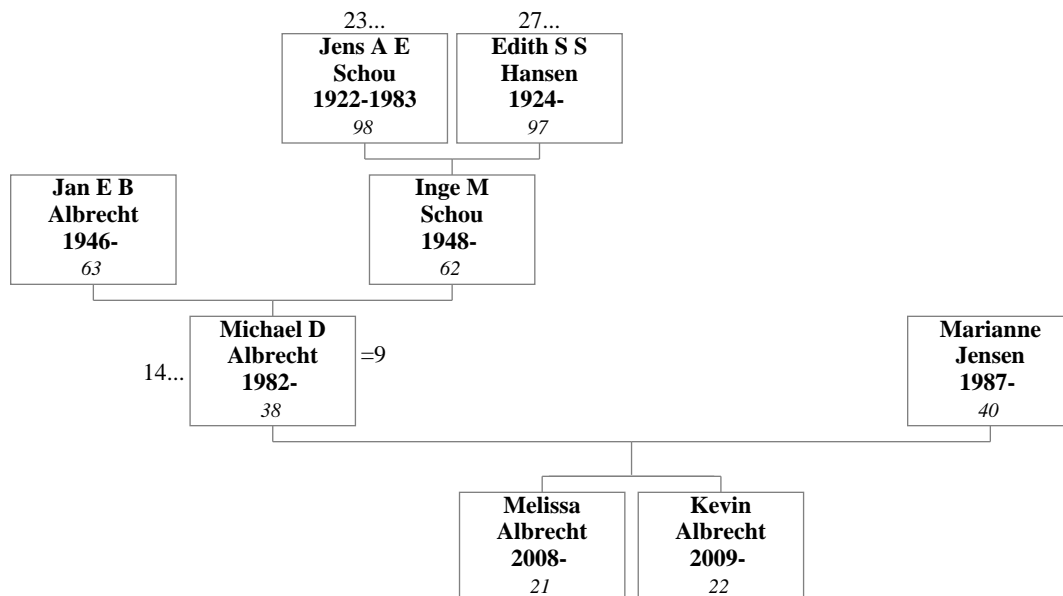 23...
27...
Jens A E
Schou
1922-1983
98
Edith S S
Hansen
1924-
97
Jan E B
Albrecht
1946-
63
Inge M
Schou
1948-
62
14...
Michael D
Albrecht
1982-
38
=9
Marianne
Jensen
1987-
40
Melissa
Albrecht
2008-
21
Kevin
Albrecht
2009-
22